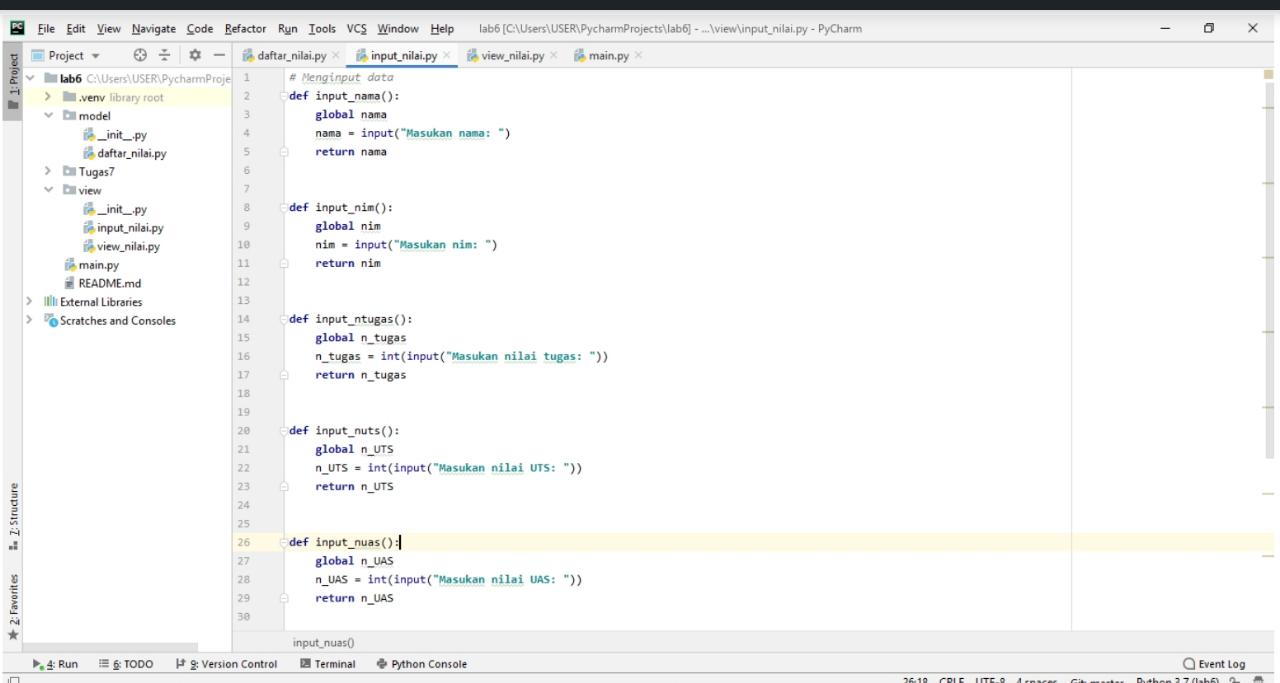 PC File Edit View Navigate Code Refactor Run Tools VCS Window Help lab6 [C:\Users\USER\PycharmProjects\lab6] - ...\view\input_nilai.py - PyCharm
Project
daftar_nilai.py input_nilai.py view_nilai.py main.py
1: Project
lab6 C:\Users\USER\PycharmProje
.venv library root
model
__init__.py
daftar_nilai.py
Tugas7
view
__init__.py
input_nilai.py
view_nilai.py
main.py
README.md
External Libraries
Scratches and Consoles
7: Structure
2: Favorites
1 # Menginput data
2 def input_nama():
3 global nama
4 nama = input("Masukan nama: ")
5 return nama
6
7
8 def input_nim():
9 global nim
10 nim = input("Masukan nim: ")
11 return nim
12
13
14 def input_ntugas():
15 global n_tugas
16 n_tugas = int(input("Masukan nilai tugas: "))
17 return n_tugas
18
19
20 def input_nuts():
21 global n_UTS
22 n_UTS = int(input("Masukan nilai UTS: "))
23 return n_UTS
24
25
26 def input_nuas():
27 global n_UAS
28 n_UAS = int(input("Masukan nilai UAS: "))
29 return n_UAS
30
input_nuas()
4: Run 6: TODO 9: Version Control Terminal Python Console Event Log
26:18 CRLF UTF-8 4 spaces Git: master Python 3.7 (lab6)